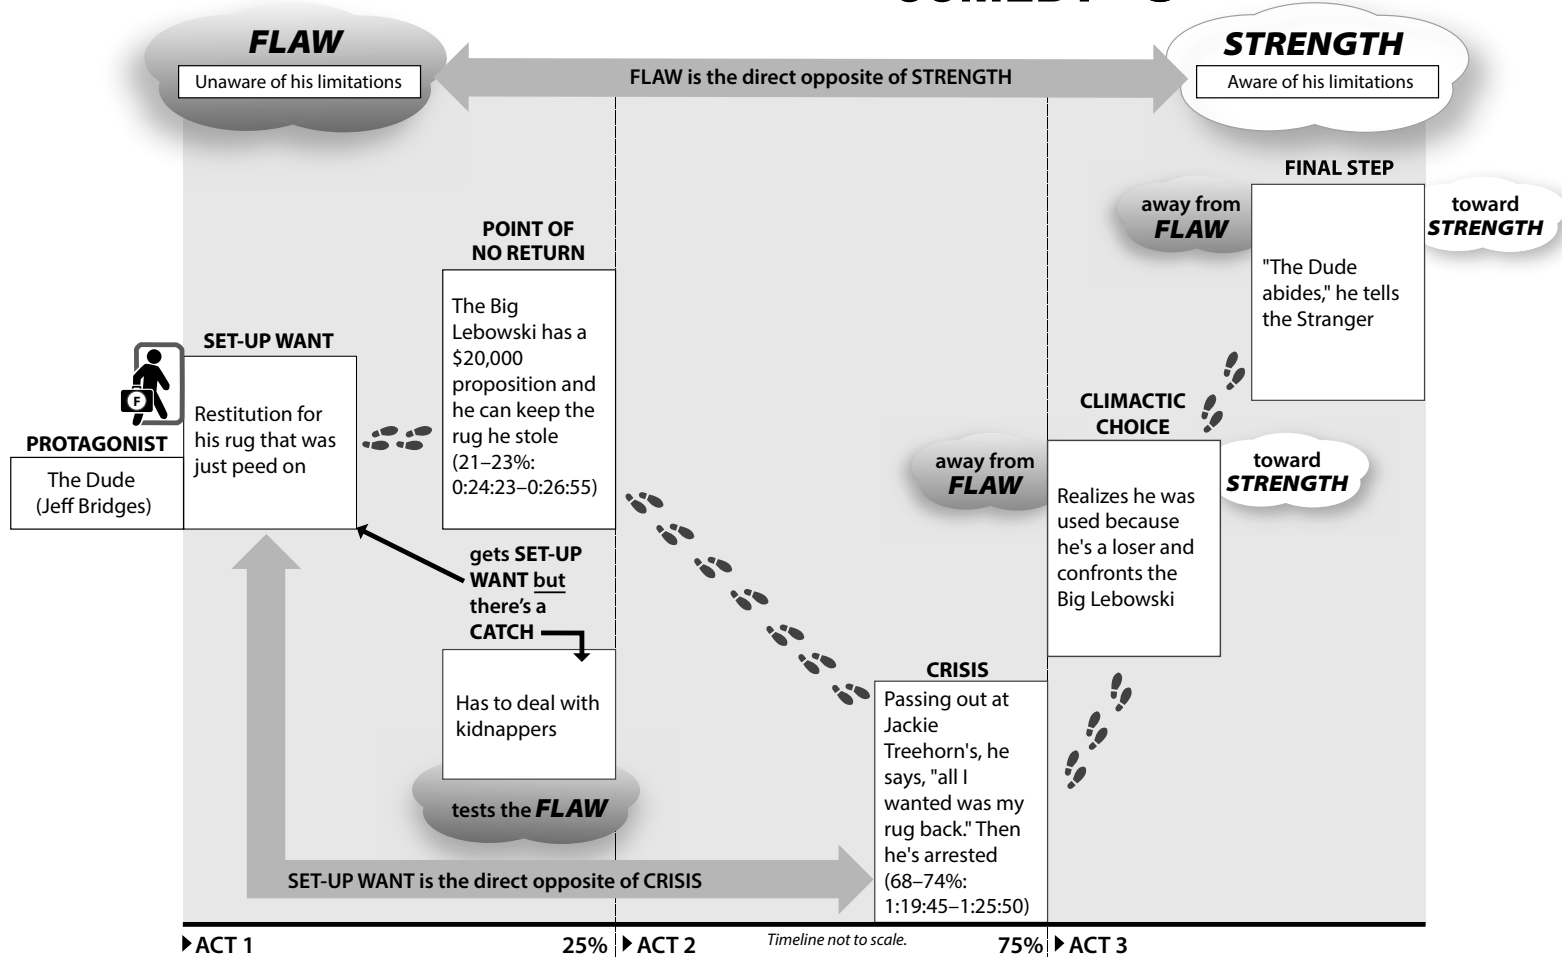 FLAW
Unaware of his limitations
FLAW is the direct opposite of STRENGTH
STRENGTH
Aware of his limitations
FINAL STEP
away from
FLAW
"The Dude
abides," he tells
the Stranger
toward
STRENGTH
POINT OF
NO RETURN
The Big
Lebowski has a
$20,000
proposition and
he can keep the
rug he stole
(21–23%:
0:24:23–0:26:55)
SET-UP WANT
Restitution for
his rug that was
just peed on
F
PROTAGONIST
The Dude
(Jeff Bridges)
gets SET-UP
WANT but
there's a
CATCH
Has to deal with
kidnappers
tests the FLAW
CLIMACTIC
CHOICE
away from
FLAW
Realizes he was
used because
he's a loser and
confronts the
Big Lebowski
toward
STRENGTH
CRISIS
Passing out at
Jackie
Treehorn's, he
says, "all I
wanted was my
rug back." Then
he's arrested
(68–74%:
1:19:45–1:25:50)
SET-UP WANT is the direct opposite of CRISIS
ACT 1
25%
ACT 2
Timeline not to scale.
75%
ACT 3